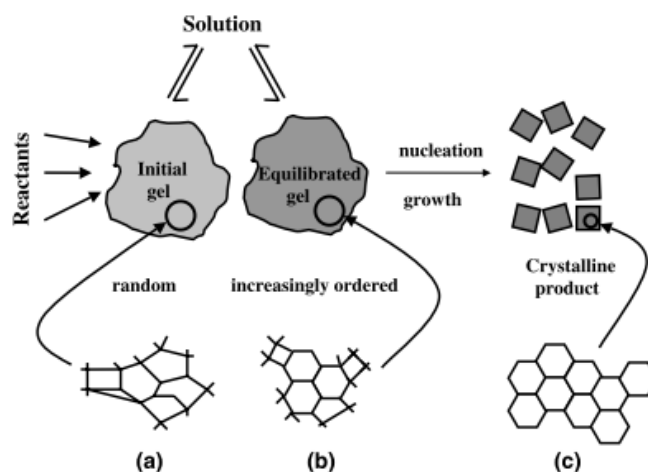 Solution
Reactants
Initial
gel
Equilibrated
gel
nucleation
growth
random
increasingly ordered
Crystalline
product
(a)
(b)
(c)